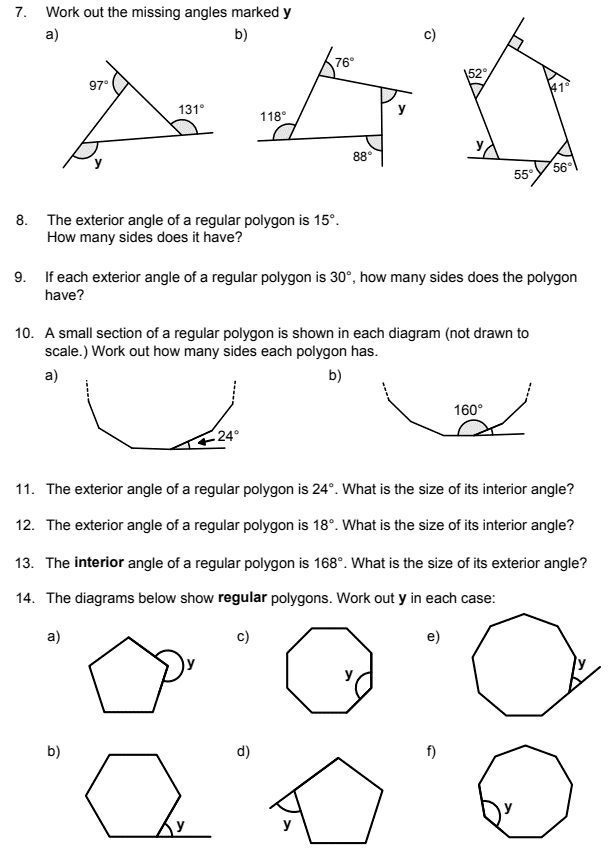 7. Work out the missing angles marked y
a) b) c)
97°
131°
y
76°
118°
y
88°
52°
41°
y
55°
56°
8. The exterior angle of a regular polygon is 15°.
How many sides does it have?
9. If each exterior angle of a regular polygon is 30°, how many sides does the polygon
have?
10. A small section of a regular polygon is shown in each diagram (not drawn to
scale.) Work out how many sides each polygon has.
a) b)
24°
160°
11. The exterior angle of a regular polygon is 24°. What is the size of its interior angle?
12. The exterior angle of a regular polygon is 18°. What is the size of its interior angle?
13. The interior angle of a regular polygon is 168°. What is the size of its exterior angle?
14. The diagrams below show regular polygons. Work out y in each case:
a) c) e)
y
y
y
b) d) f)
y
y
y